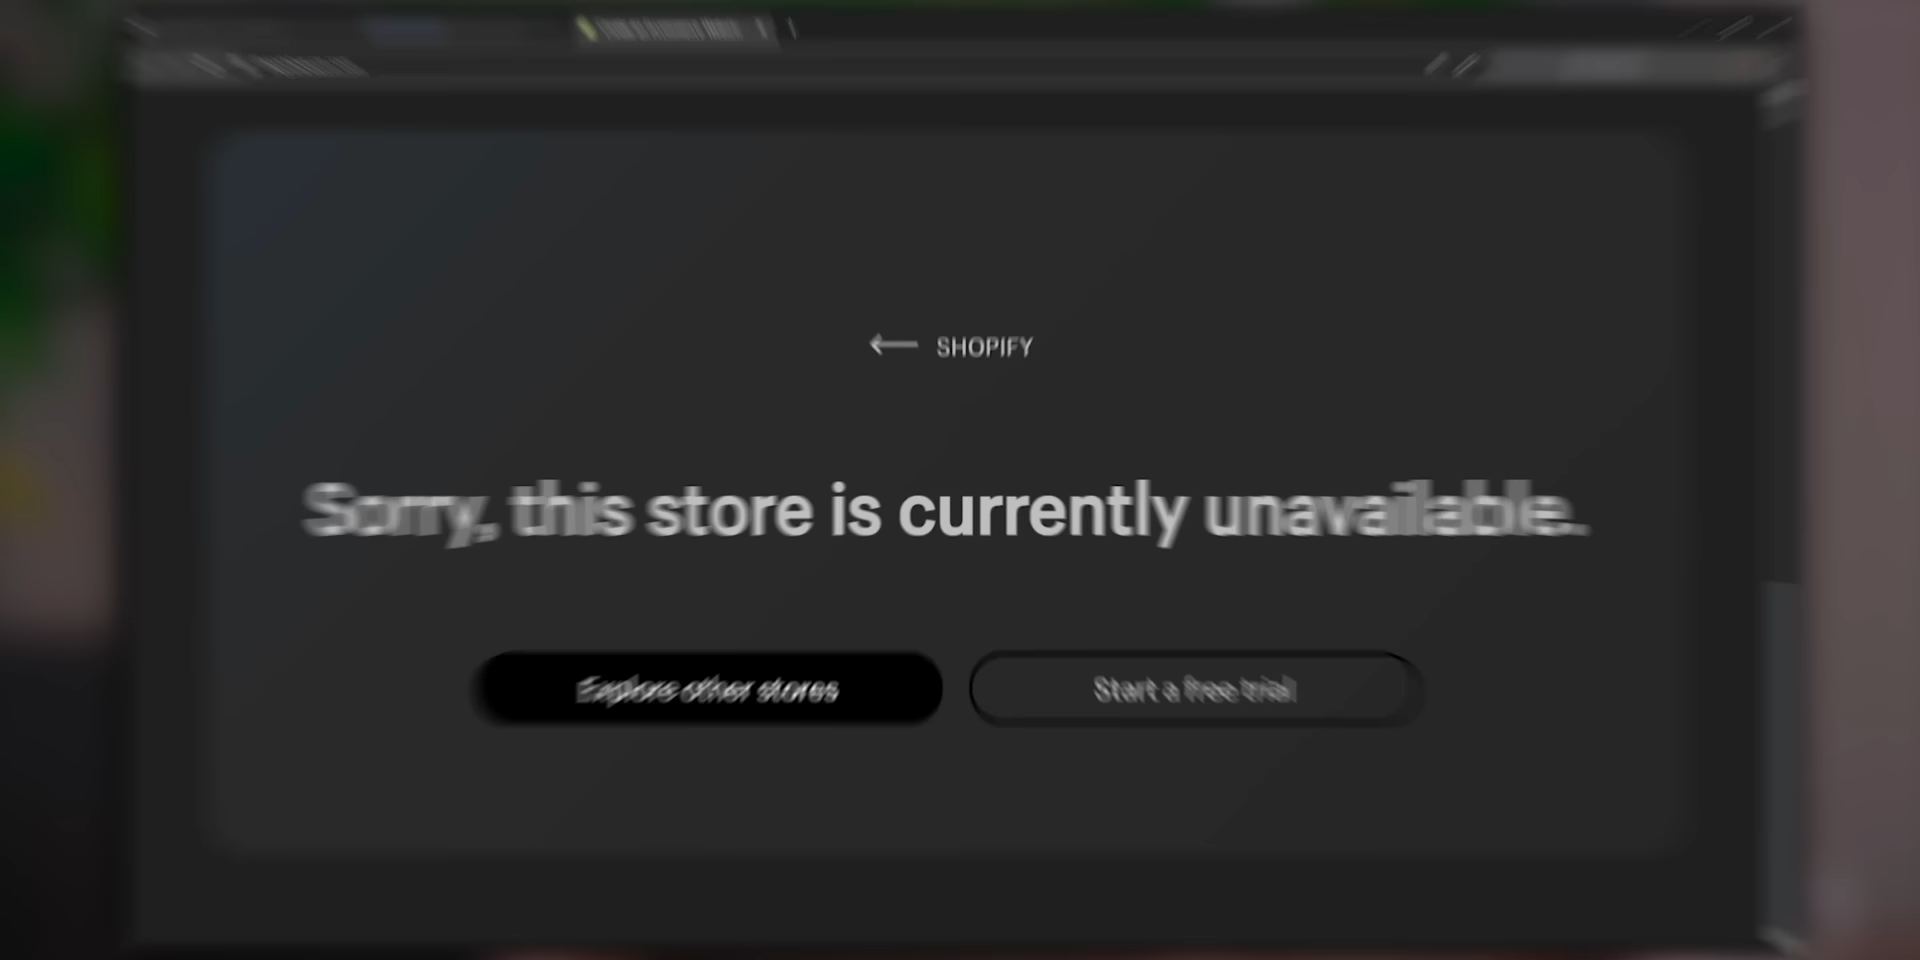 ← SHOPIFY
Sorry, this store is currently unavailable.
Explore other stores
Start a free trial